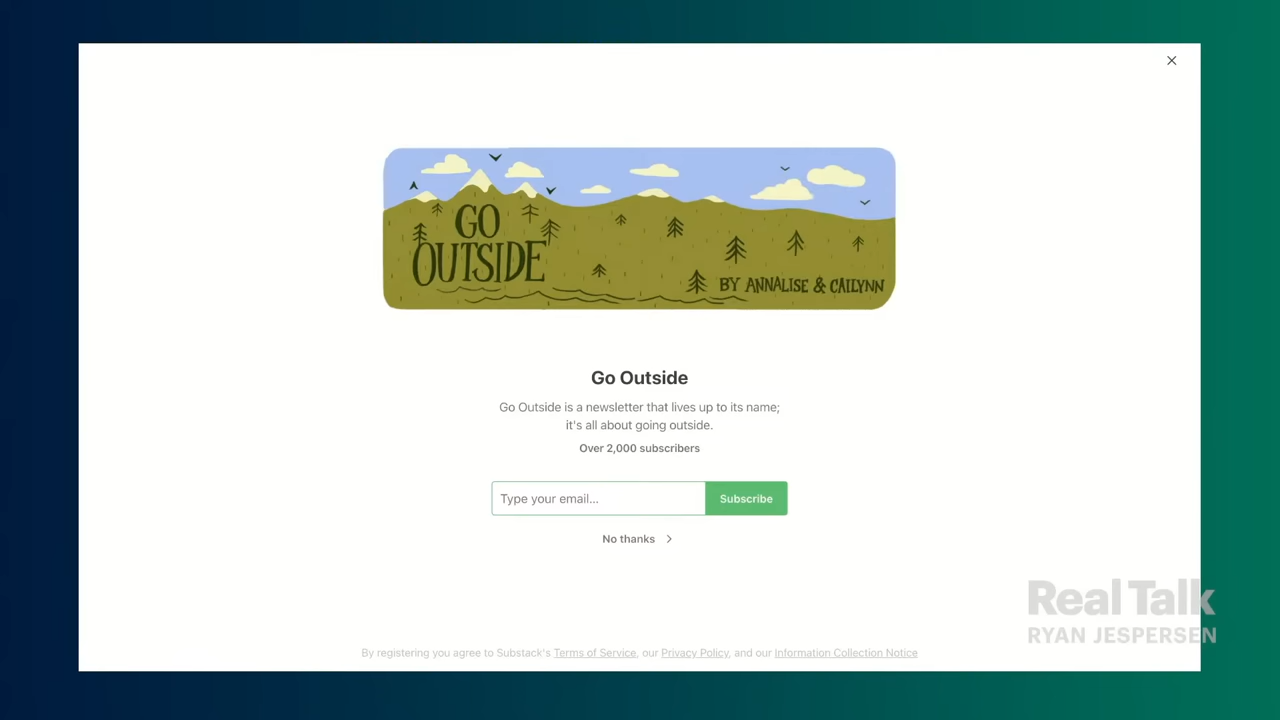 GO
OUTSIDE
BY ANNALISE & CAILYNN
Go Outside
Go Outside is a newsletter that lives up to its name;
it's all about going outside.
Over 2,000 subscribers
Type your email...
Subscribe
No thanks
Real Talk
RYAN JESPERSEN
By registering you agree to Substack's Terms of Service, our Privacy Policy, and our Information Collection Notice